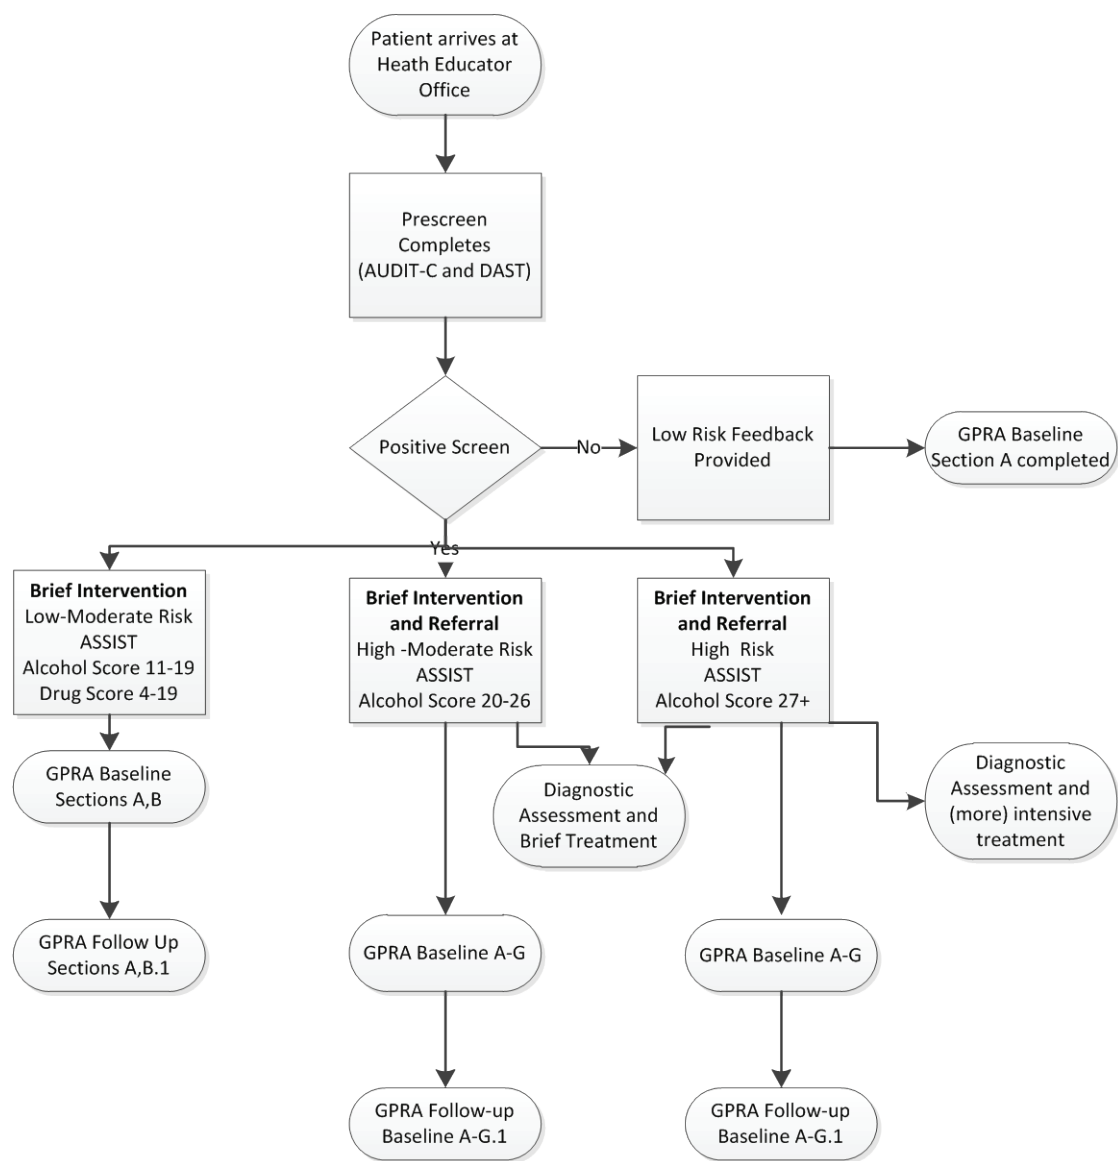 Patient arrives at
Heath Educator
Office
Prescreen
Completes
(AUDIT-C and DAST)
Positive Screen
No
Low Risk Feedback
Provided
GPRA Baseline
Section A completed
Yes
Brief Intervention
Low-Moderate Risk
ASSIST
Alcohol Score 11-19
Drug Score 4-19
Brief Intervention
and Referral
High -Moderate Risk
ASSIST
Alcohol Score 20-26
Brief Intervention
and Referral
High  Risk
ASSIST
Alcohol Score 27+
GPRA Baseline
Sections A,B
Diagnostic
Assessment and
Brief Treatment
Diagnostic
Assessment and
(more) intensive
treatment
GPRA Follow Up
Sections A,B.1
GPRA Baseline A-G
GPRA Baseline A-G
GPRA Follow-up
Baseline A-G.1
GPRA Follow-up
Baseline A-G.1